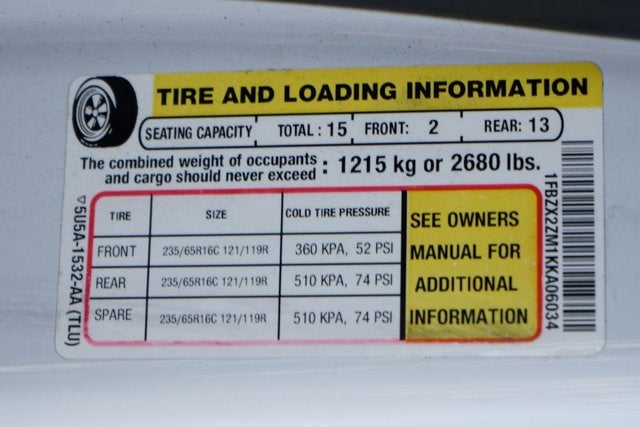 TIRE AND LOADING INFORMATION
SEATING CAPACITY TOTAL : 15 FRONT: 2 REAR: 13
The combined weight of occupants
and cargo should never exceed : 1215 kg or 2680 lbs.
TIRE SIZE COLD TIRE PRESSURE
FRONT 235/65R16C 121/119R 360 KPA, 52 PSI
REAR 235/65R16C 121/119R 510 KPA, 74 PSI
SPARE 235/65R16C 121/119R 510 KPA, 74 PSI
SEE OWNERS
MANUAL FOR
ADDITIONAL
INFORMATION
▽5U5A-1532-AA (TLU)
1FBZX2ZM1KKA06034